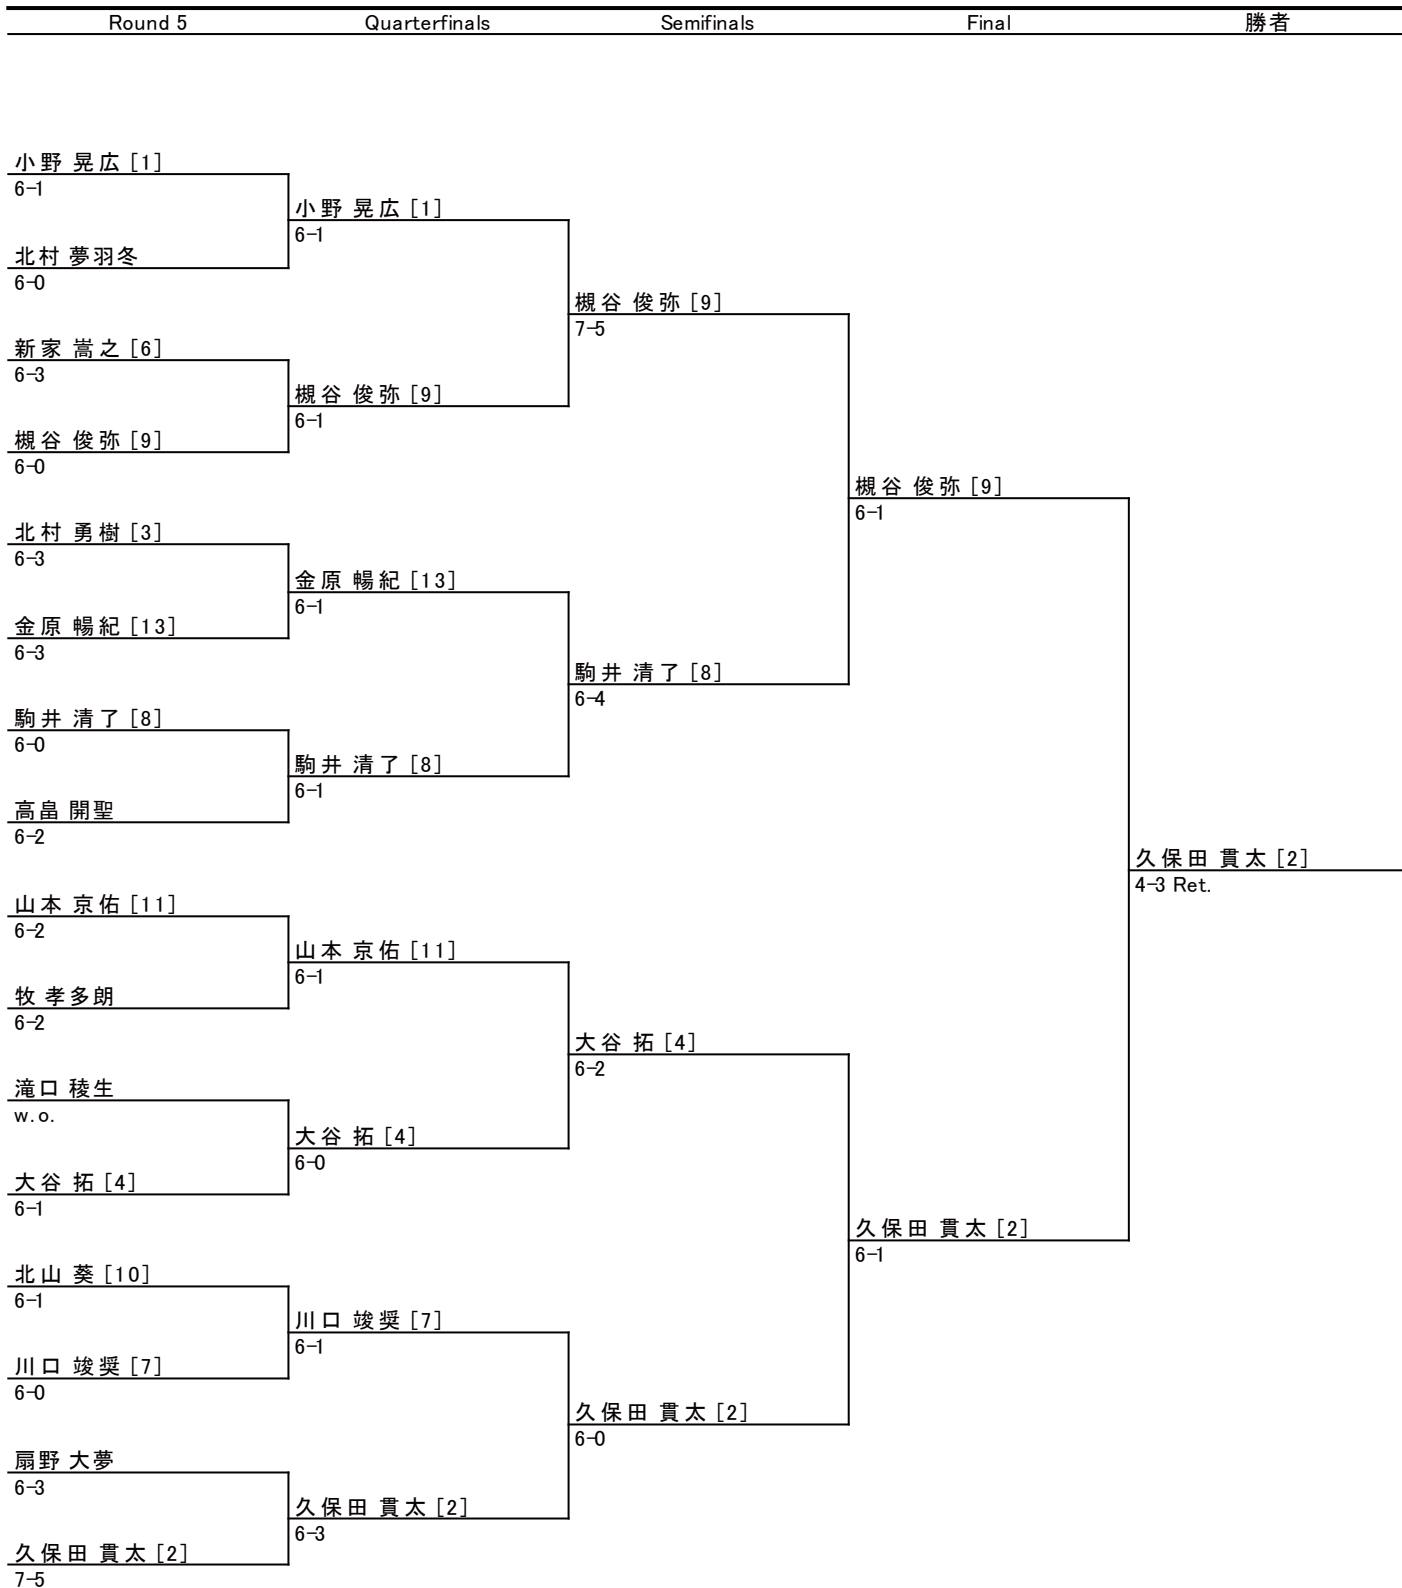 Round 5 Quarterfinals Semifinals Final 勝者
小野 晃広 [1]
6-1
小野 晃広 [1]
6-1
北村 夢羽冬
6-0
槻谷 俊弥 [9]
7-5
新家 嵩之 [6]
6-3
槻谷 俊弥 [9]
6-1
槻谷 俊弥 [9]
6-0
槻谷 俊弥 [9]
6-1
北村 勇樹 [3]
6-3
金原 暢紀 [13]
6-1
金原 暢紀 [13]
6-3
駒井 清了 [8]
6-4
駒井 清了 [8]
6-0
駒井 清了 [8]
6-1
高畠 開聖
6-2
久保田 貫太 [2]
4-3 Ret.
山本 京佑 [11]
6-2
山本 京佑 [11]
6-1
牧 孝多朗
6-2
大谷 拓 [4]
6-2
滝口 稜生
w.o.
大谷 拓 [4]
6-0
大谷 拓 [4]
6-1
久保田 貫太 [2]
6-1
北山 葵 [10]
6-1
川口 竣奨 [7]
6-1
川口 竣奨 [7]
6-0
久保田 貫太 [2]
6-0
扇野 大夢
6-3
久保田 貫太 [2]
6-3
久保田 貫太 [2]
7-5